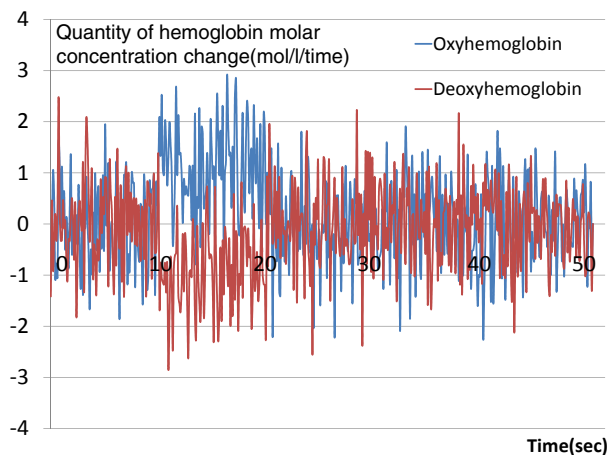 4
Quantity of hemoglobin molar
concentration change(mol/l/time)
Oxyhemoglobin
Deoxyhemoglobin
3
2
1
0
0 10 20 30 40 50
-1
-2
-3
-4
Time(sec)